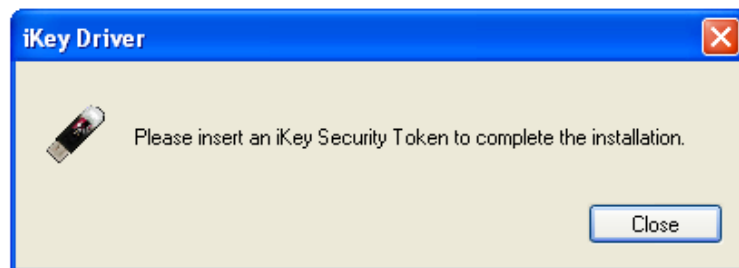 iKey Driver
Please insert an iKey Security Token to complete the installation.
Close